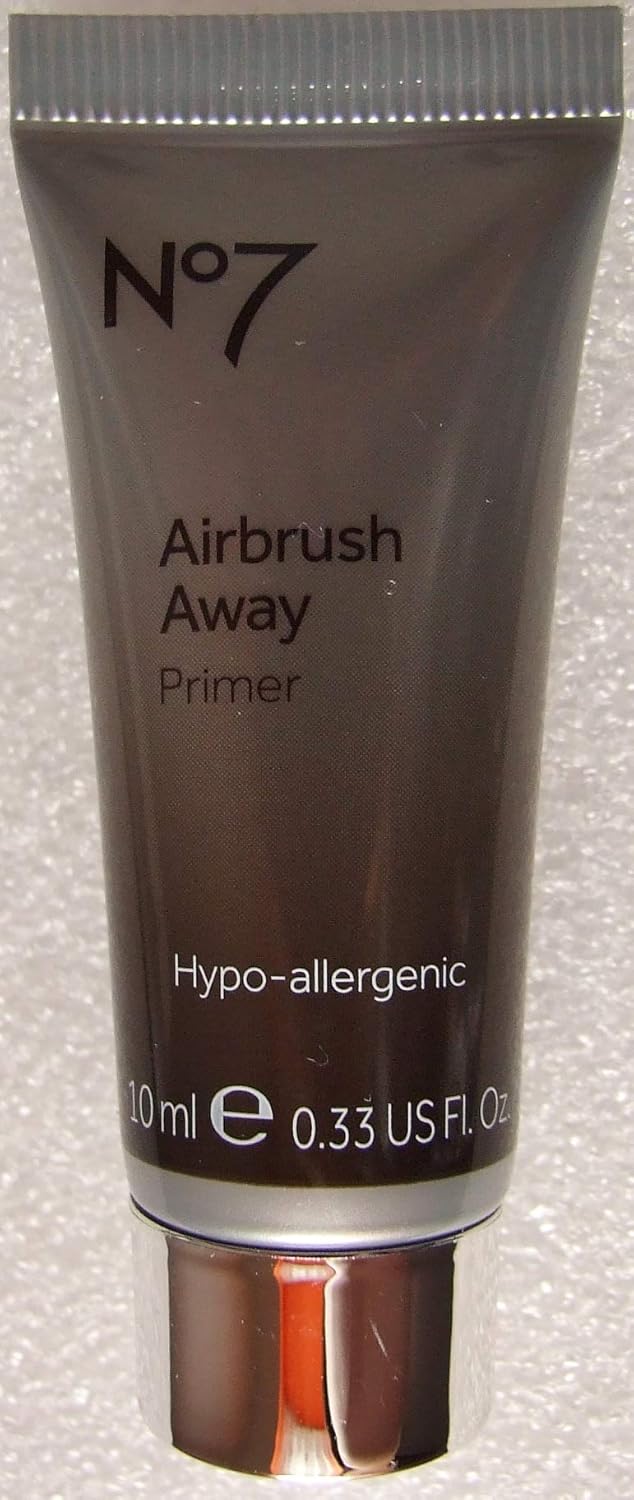 Nº7
Airbrush
Away
Primer
Hypo-allergenic
10 ml e 0.33 US Fl. Oz.